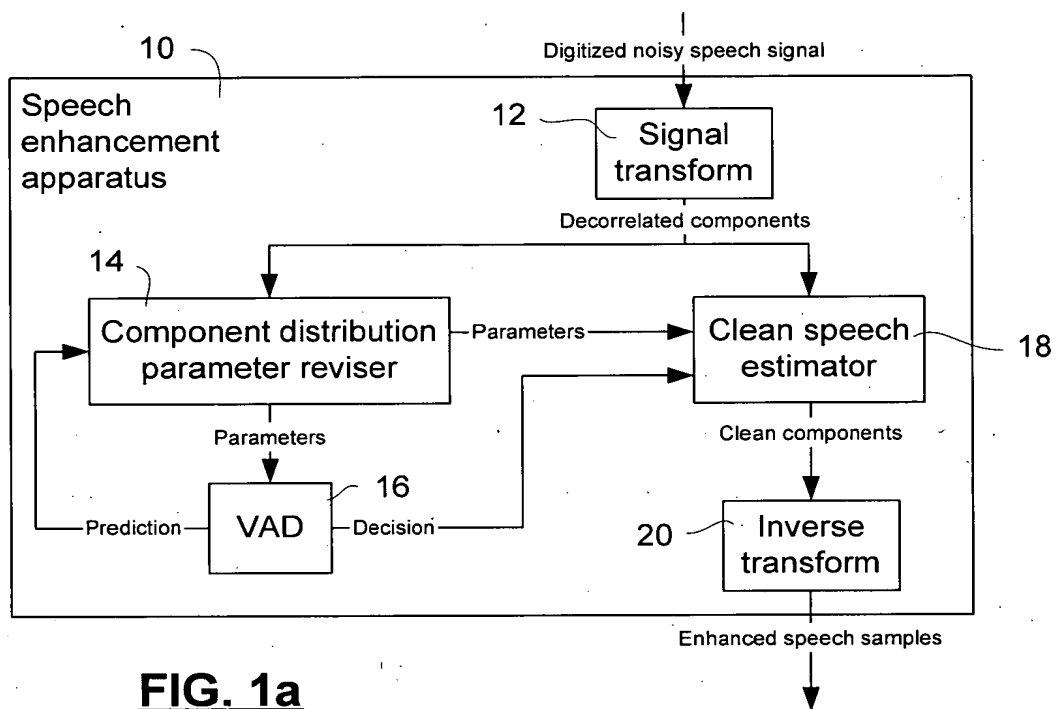 10
Digitized noisy speech signal
Speech
enhancement
apparatus
12
Signal
transform
Decorrelated components
14
Component distribution
parameter reviser
Parameters
Clean speech
estimator
18
Parameters
Clean components
16
VAD
Prediction
Decision
20
Inverse
transform
Enhanced speech samples
FIG. 1a